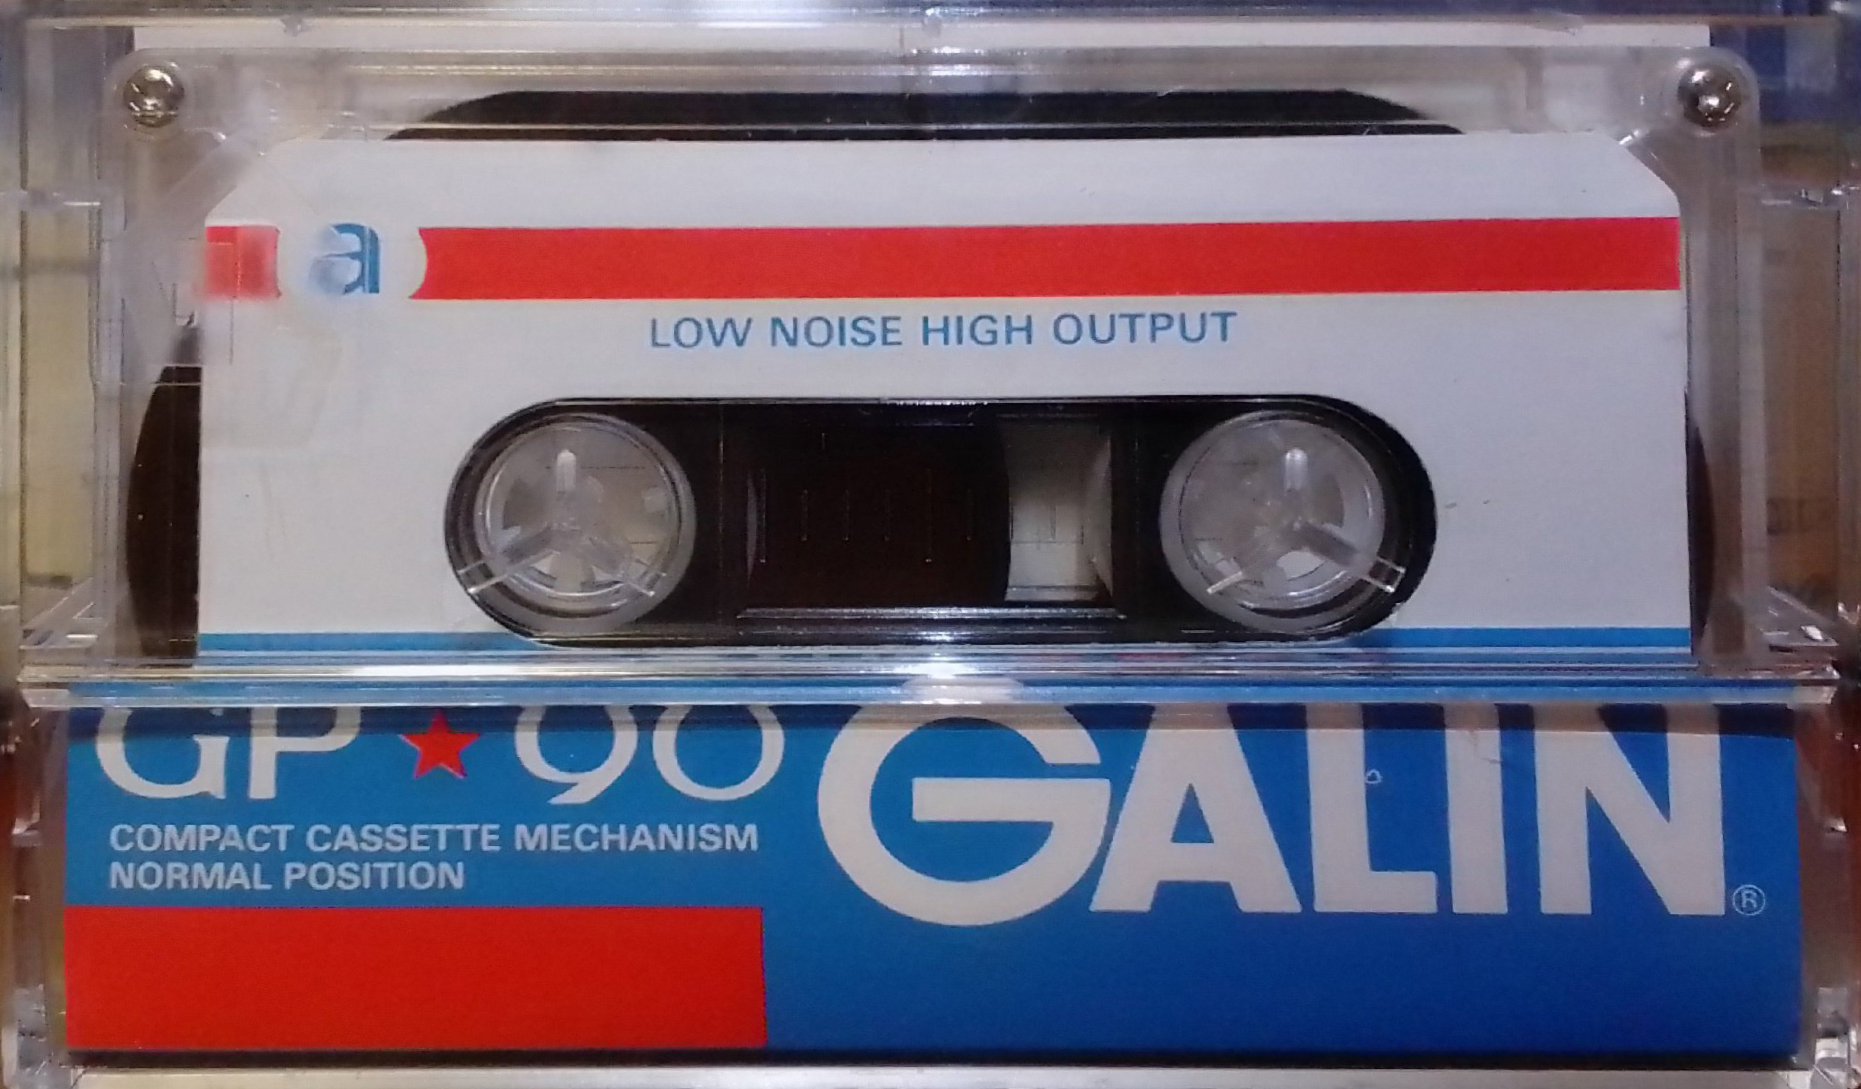 a
LOW NOISE HIGH OUTPUT
GP★90 GALIN®
COMPACT CASSETTE MECHANISM
NORMAL POSITION